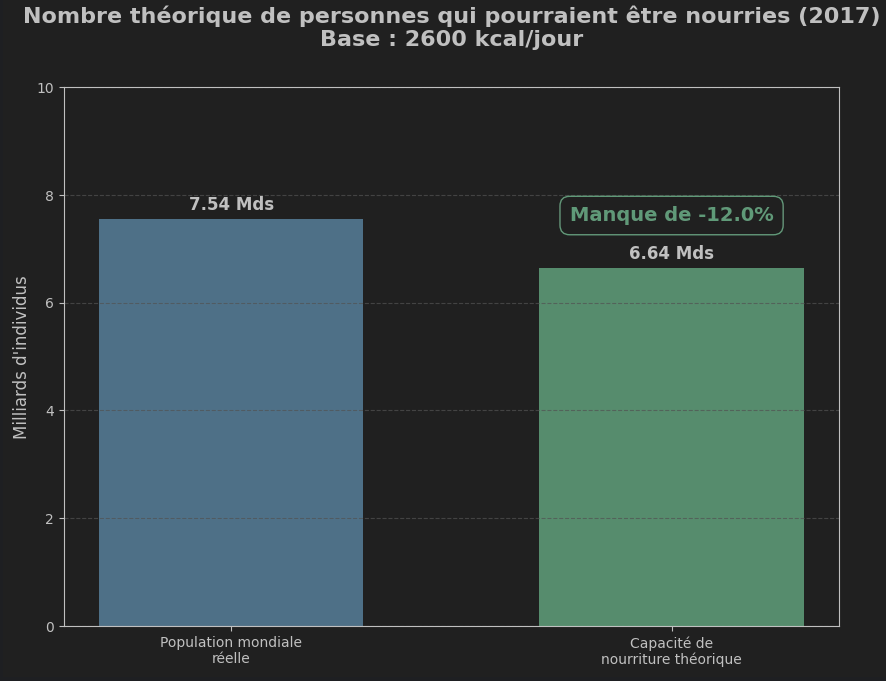 Nombre théorique de personnes qui pourraient être nourries (2017)
Base : 2600 kcal/jour
10
8
6
4
2
0
Milliards d'individus
7.54 Mds
Manque de -12.0%
6.64 Mds
Population mondiale
réelle
Capacité de
nourriture théorique